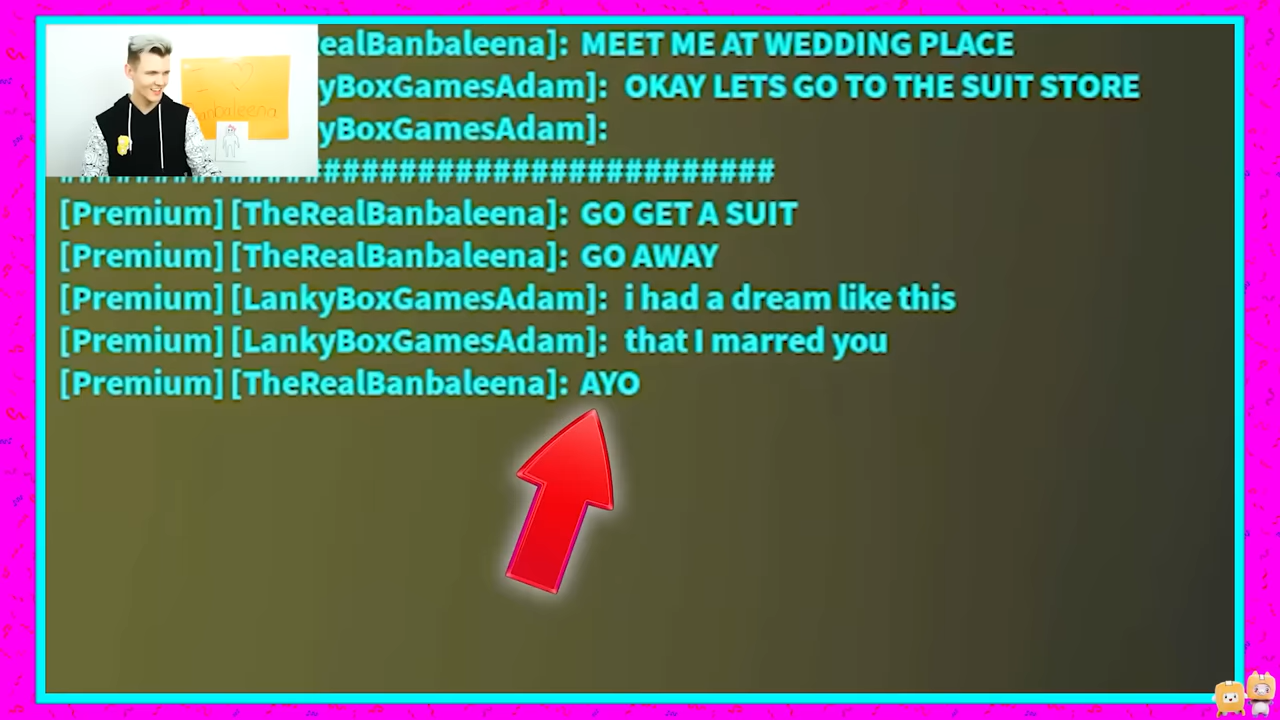 ealBanbaleena]: MEET ME AT WEDDING PLACE
yBoxGamesAdam]: OKAY LETS GO TO THE SUIT STORE
yBoxGamesAdam]:
######################################
[Premium] [TheRealBanbaleena]: GO GET A SUIT
[Premium] [TheRealBanbaleena]: GO AWAY
[Premium] [LankyBoxGamesAdam]: i had a dream like this
[Premium] [LankyBoxGamesAdam]: that I marred you
[Premium] [TheRealBanbaleena]: AYO